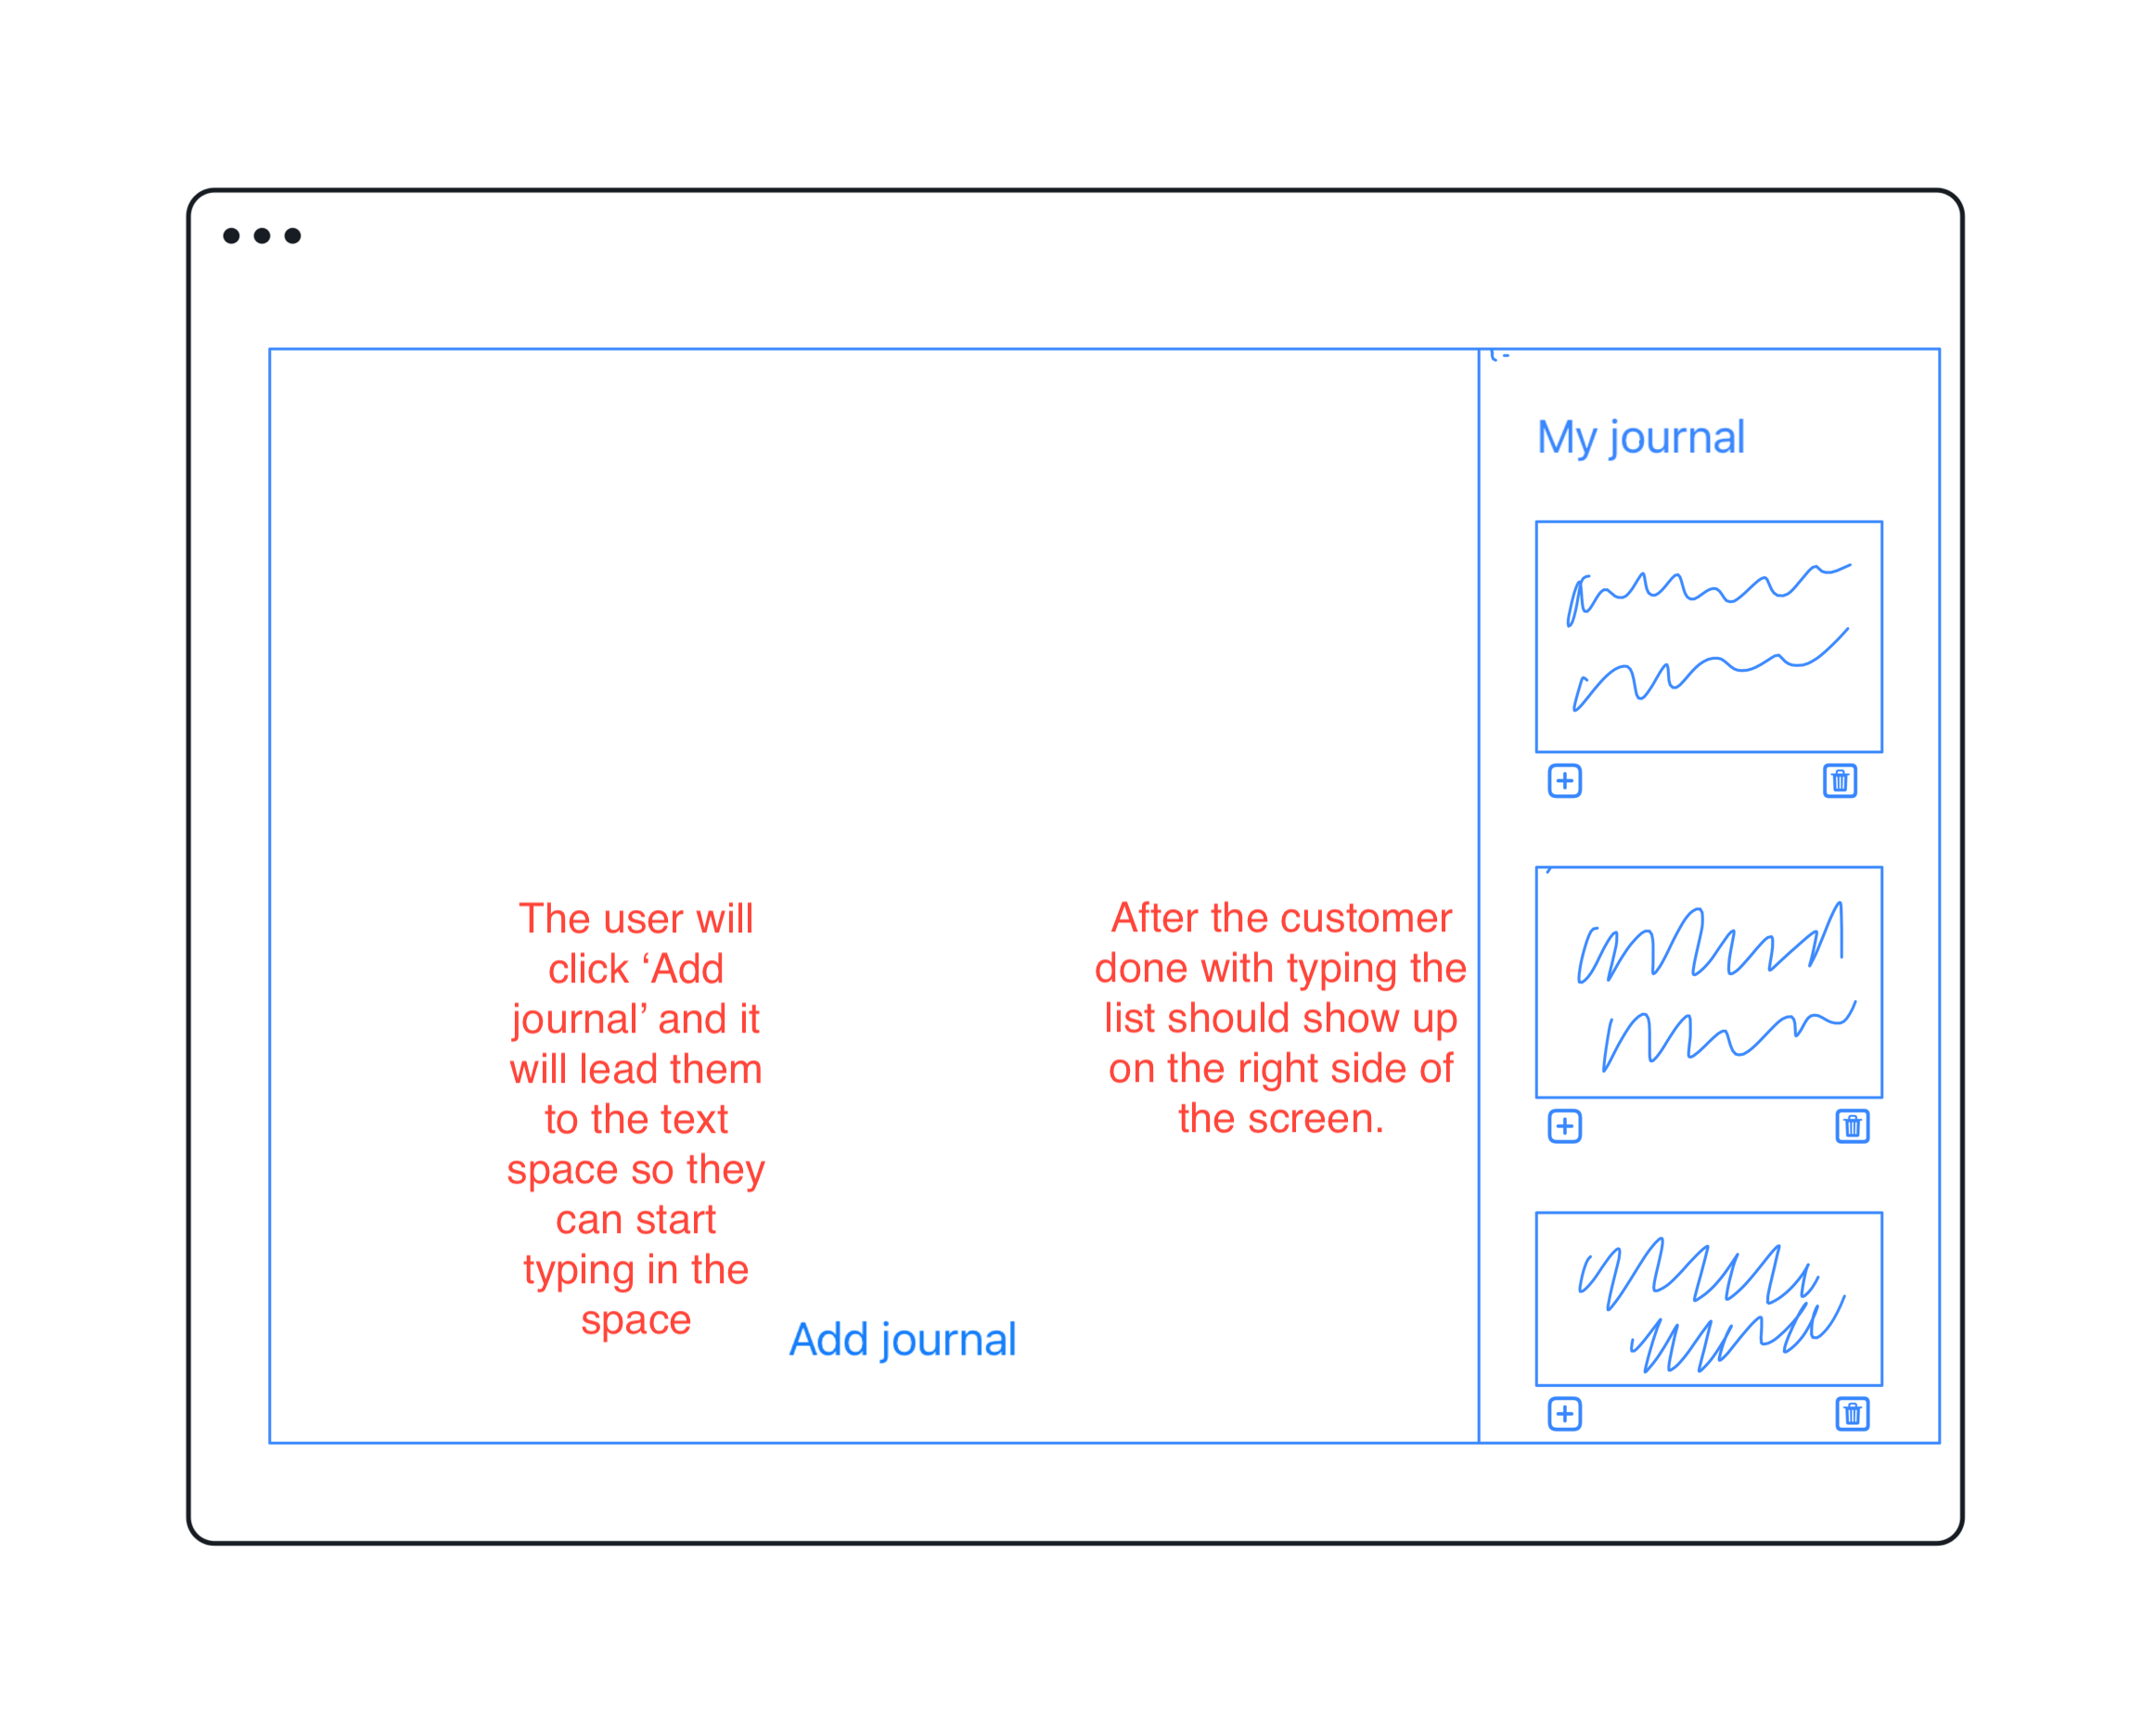 My journal
The user will
click ‘Add
journal’ and it
will lead them
to the text
space so they
can start
typing in the
space
After the customer
done with typing the
list should show up
on the right side of
the screen.
Add journal